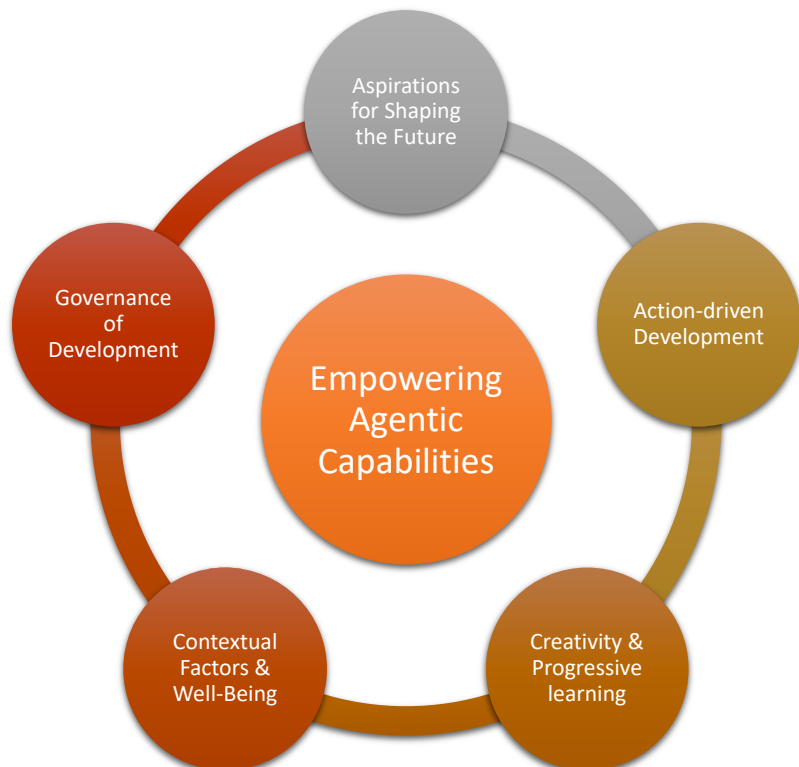 Aspirations
for Shaping
the Future
Action-driven
Development
Creativity &
Progressive
learning
Contextual
Factors &
Well-Being
Governance
of
Development
Empowering
Agentic
Capabilities